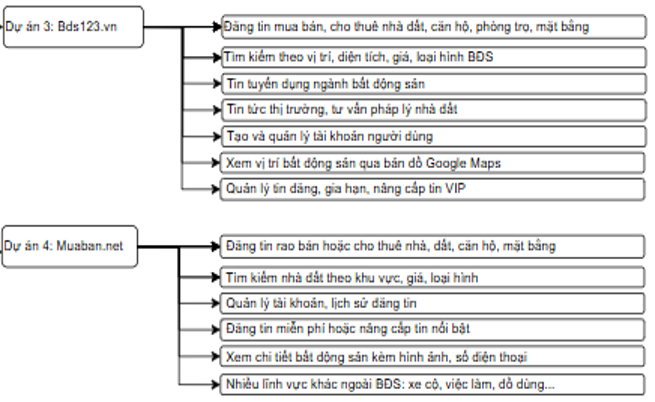 Dự án 3: Bds123.vn
Đăng tin mua bán, cho thuê nhà đất, căn hộ, phòng trọ, mặt bằng
Tìm kiếm theo vị trí, diện tích, giá, loại hình BĐS
Tin tuyển dụng ngành bất động sản
Tin tức thị trường, tư vấn pháp lý nhà đất
Tạo và quản lý tài khoản người dùng
Xem vị trí bất động sản qua bản đồ Google Maps
Quản lý tin đăng, gia hạn, nâng cấp tin VIP
Dự án 4: Muaban.net
Đăng tin rao bán hoặc cho thuê nhà, đất, căn hộ, mặt bằng
Tìm kiếm nhà đất theo khu vực, giá, loại hình
Quản lý tài khoản, lịch sử đăng tin
Đăng tin miễn phí hoặc nâng cấp tin nổi bật
Xem chi tiết bất động sản kèm hình ảnh, số điện thoại
Nhiều lĩnh vực khác ngoài BĐS: xe cộ, việc làm, đồ dùng...